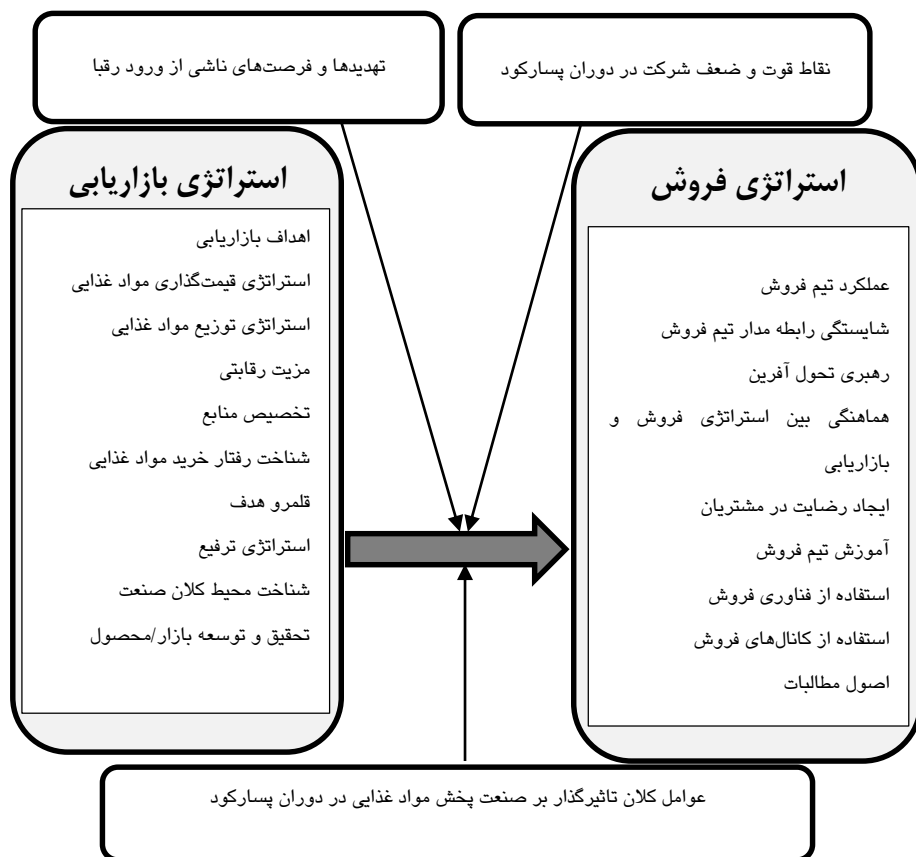 نقاط قوت و ضعف شرکت در دوران پسارکود
تهدیدها و فرصت‌های ناشی از ورود رقبا
استراتژی فروش
عملکرد تیم فروش
شایستگی رابطه مدار تیم فروش
رهبری تحول آفرین
هماهنگی بین استراتژی فروش و
بازاریابی
ایجاد رضایت در مشتریان
آموزش تیم فروش
استفاده از فناوری فروش
استفاده از کانال‌های فروش
اصول مطالبات
استراتژی بازاریابی
اهداف بازاریابی
استراتژی قیمت‌گذاری مواد غذایی
استراتژی توزیع مواد غذایی
مزیت رقابتی
تخصیص منابع
شناخت رفتار خرید مواد غذایی
قلمرو هدف
استراتژی ترفیع
شناخت محیط کلان صنعت
تحقیق و توسعه بازار/محصول
عوامل کلان تاثیرگذار بر صنعت پخش مواد غذایی در دوران پسارکود